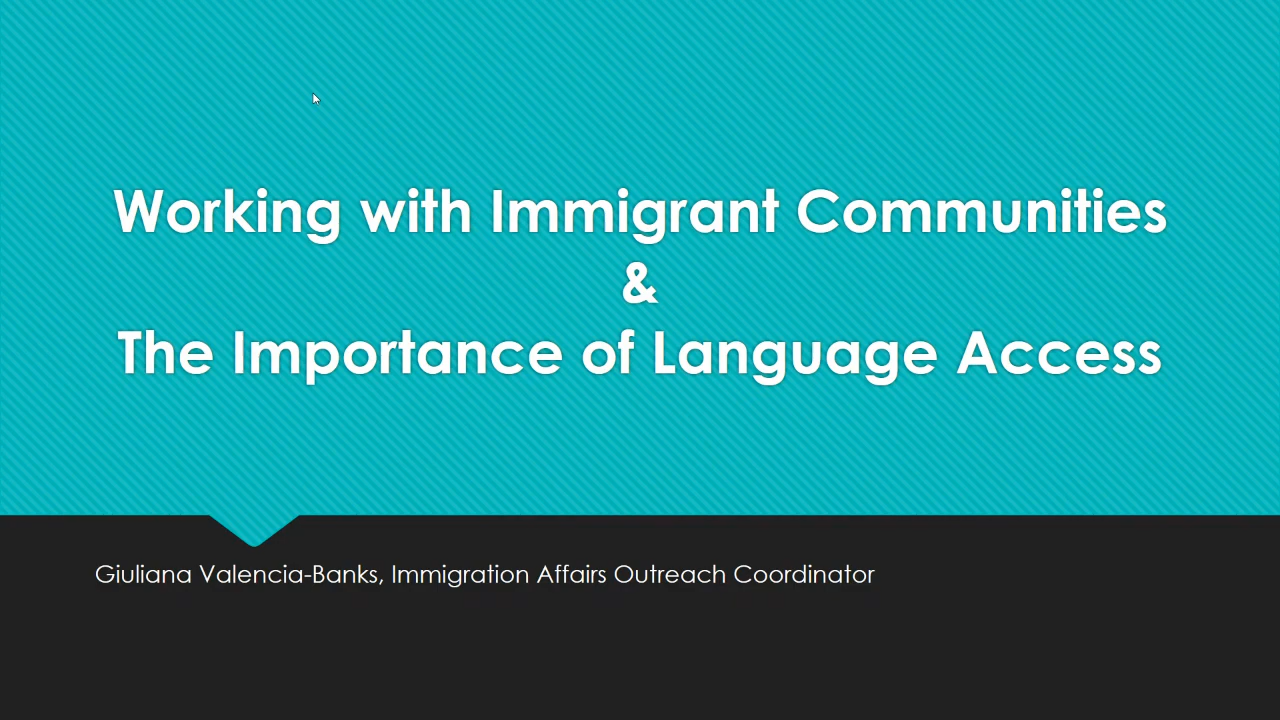 Working with Immigrant Communities
&
The Importance of Language Access
Giuliana Valencia-Banks, Immigration Affairs Outreach Coordinator